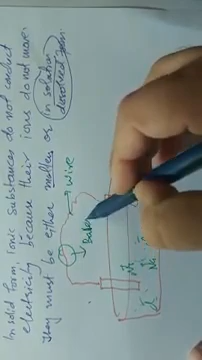 In solid form ionic substances do not conduct
electricity because their ions do not move.
They must be either molten or in solution
dissolved form.
wire
Na